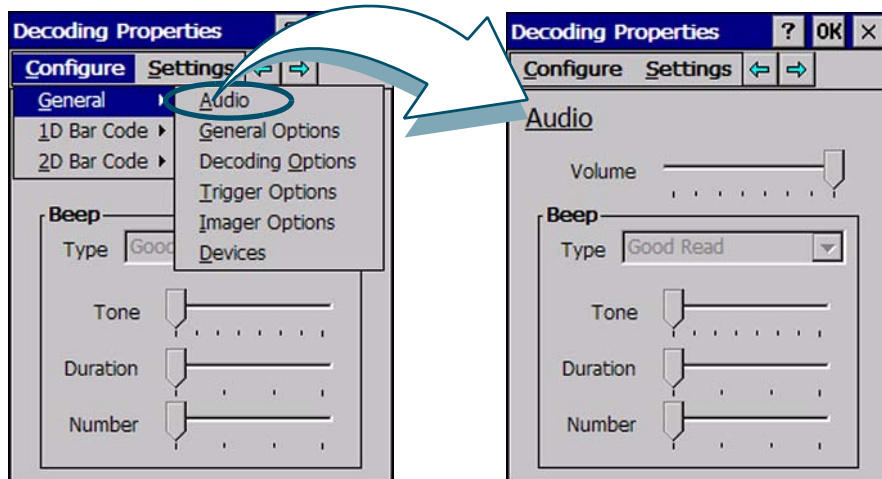 Decoding Properties
Configure Settings
General
1D Bar Code
2D Bar Code
Audio
General Options
Decoding Options
Trigger Options
Imager Options
Devices
Beep
Type Good
Tone
Duration
Number
Decoding Properties ? OK ×
Configure Settings
Audio
Volume
Beep
Type Good Read
Tone
Duration
Number